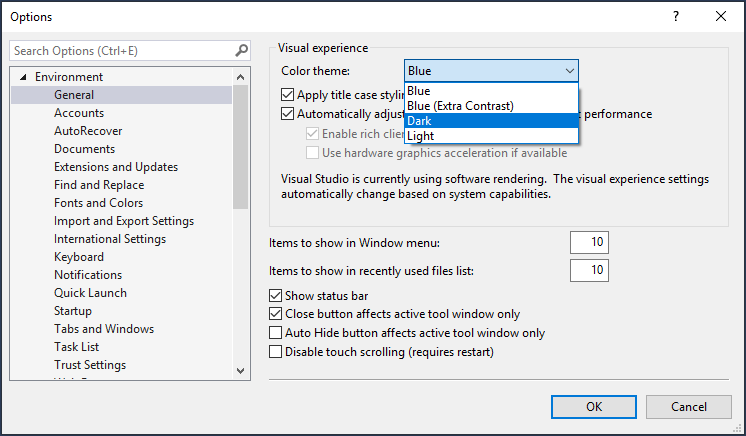 Options
Search Options (Ctrl+E)
Environment
General
Accounts
AutoRecover
Documents
Extensions and Updates
Find and Replace
Fonts and Colors
Import and Export Settings
International Settings
Keyboard
Notifications
Quick Launch
Startup
Tabs and Windows
Task List
Trust Settings
Visual experience
Color theme: Blue
Blue
Blue (Extra Contrast)
Dark
Light
Apply title case
Automatically adjust performance
Enable rich
Use hardware graphics acceleration if available
Visual Studio is currently using software rendering. The visual experience settings
automatically change based on system capabilities.
Items to show in Window menu: 10
Items to show in recently used files list: 10
Show status bar
Close button affects active tool window only
Auto Hide button affects active tool window only
Disable touch scrolling (requires restart)
OK
Cancel